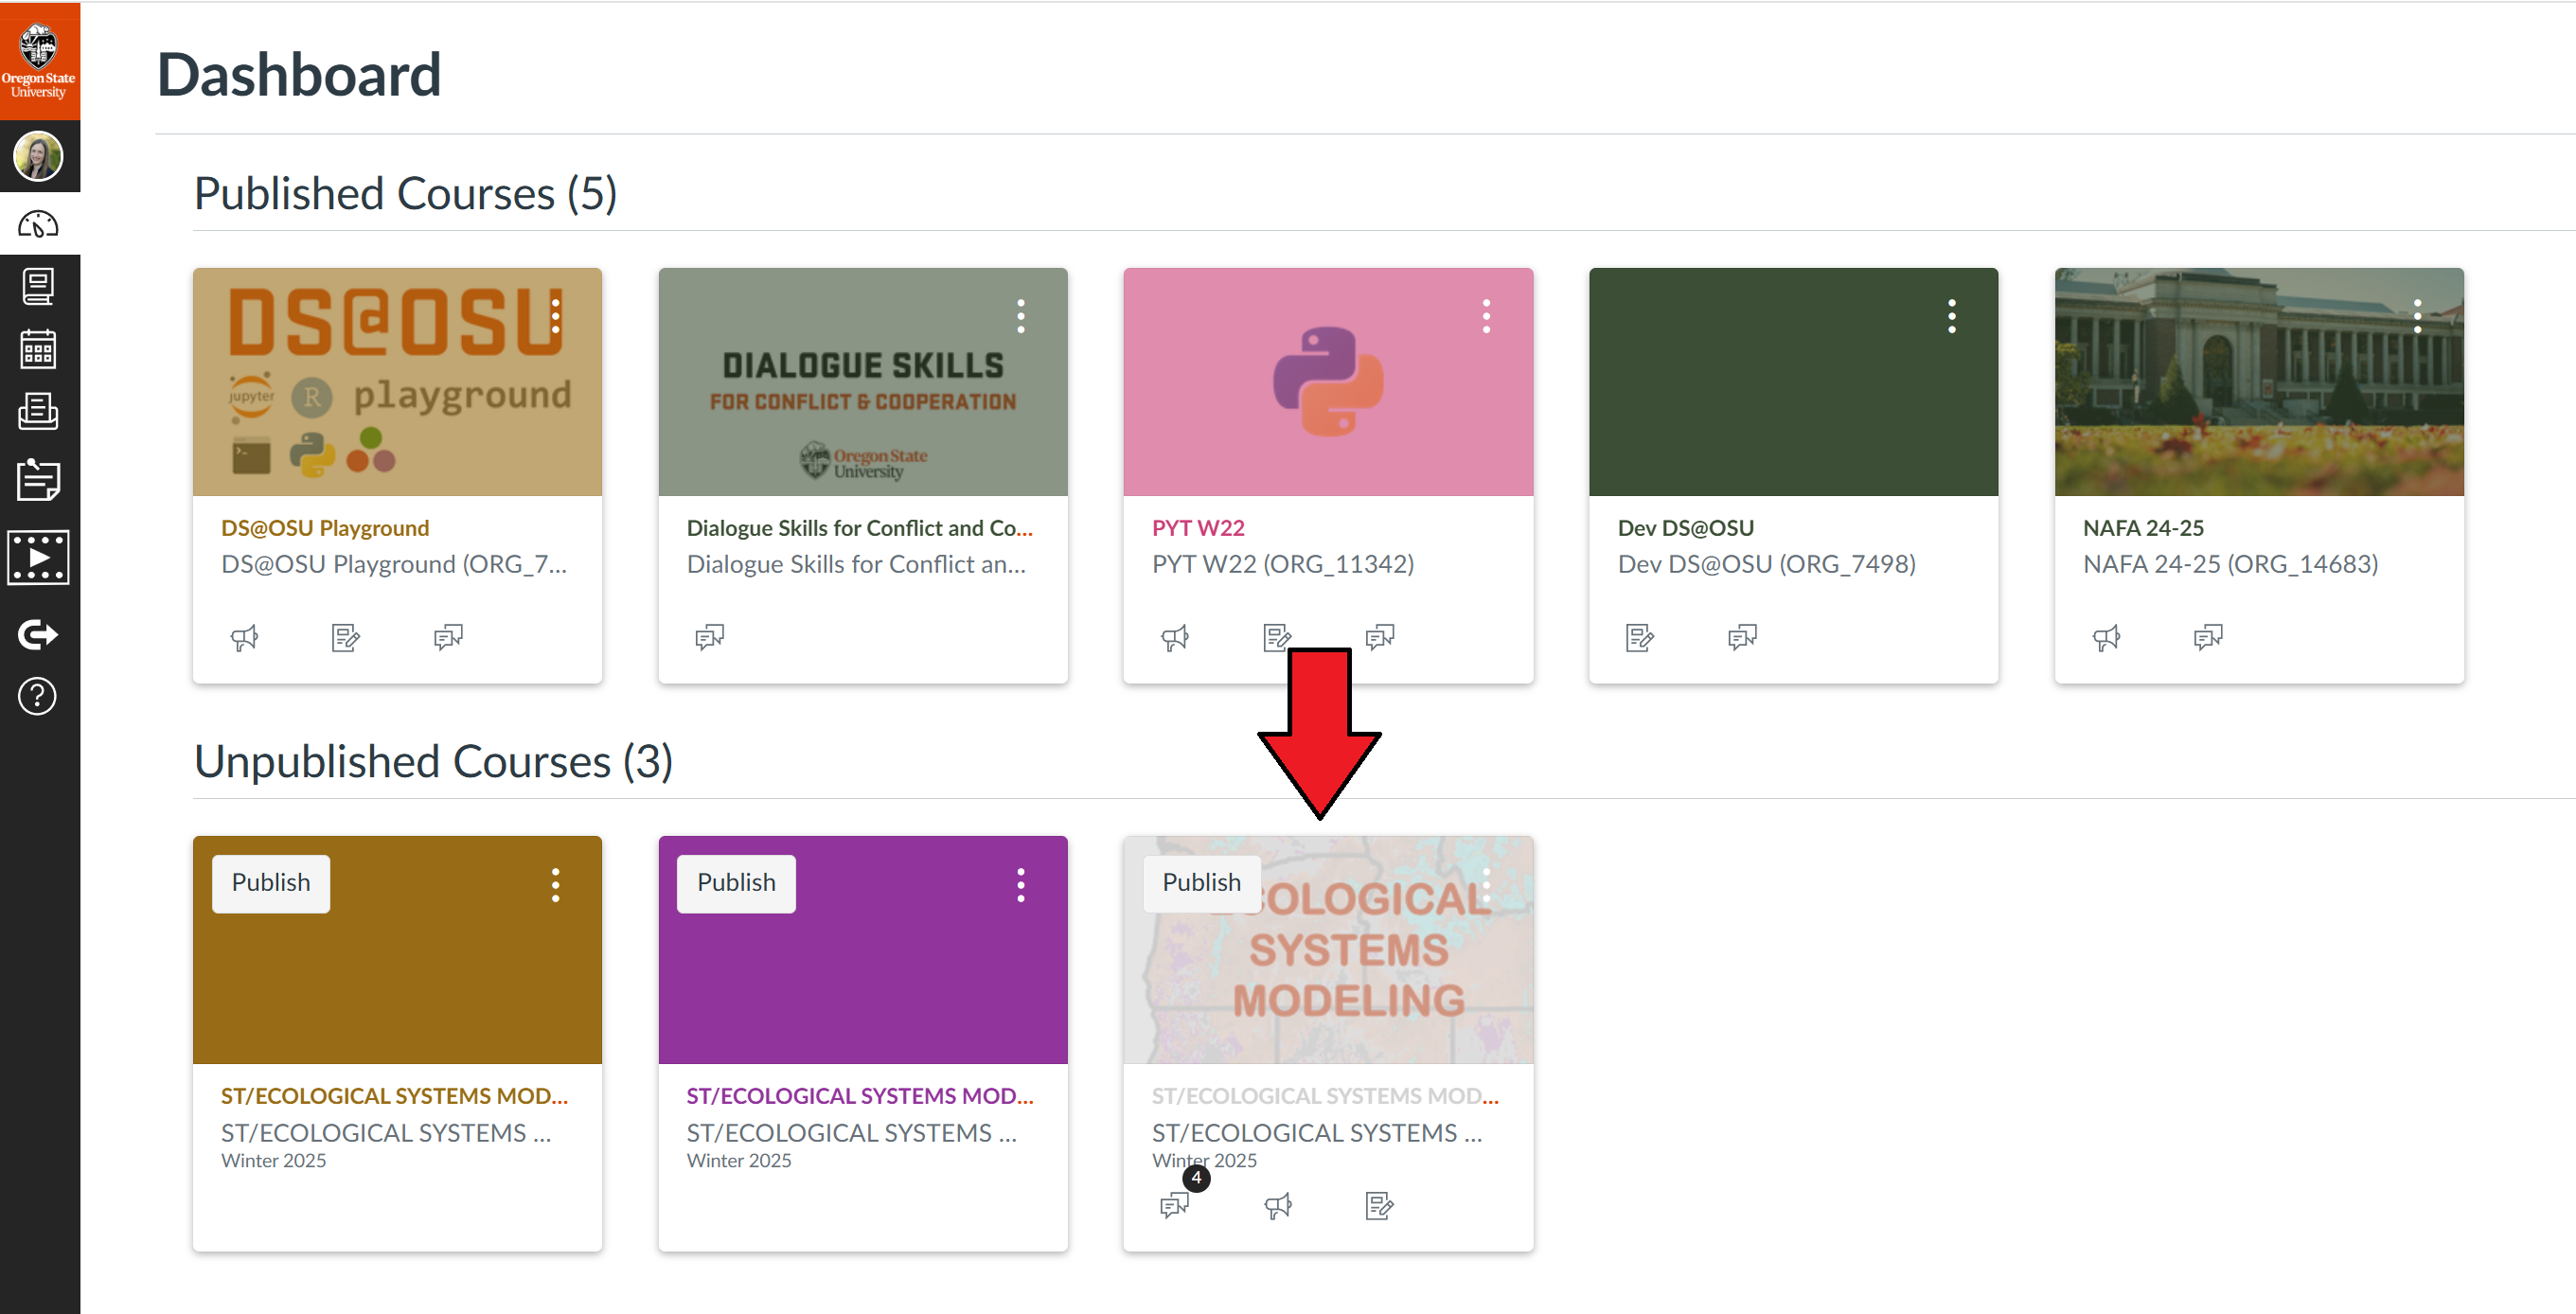 Oregon State
University
Dashboard
Published Courses (5)
DS@OSU
jupyter R playground
DIALOGUE SKILLS
FOR CONFLICT & COOPERATION
Oregon State
University
DS@OSU Playground
DS@OSU Playground (ORG_7...
Dialogue Skills for Conflict and Co...
Dialogue Skills for Conflict an...
PYT W22
PYT W22 (ORG_11342)
Dev DS@OSU
Dev DS@OSU (ORG_7498)
NAFA 24-25
NAFA 24-25 (ORG_14683)
Unpublished Courses (3)
Publish
ST/ECOLOGICAL SYSTEMS MOD...
ST/ECOLOGICAL SYSTEMS ...
Winter 2025
Publish
ST/ECOLOGICAL SYSTEMS MOD...
ST/ECOLOGICAL SYSTEMS ...
Winter 2025
Publish
COLOGICAL
SYSTEMS
MODELING
ST/ECOLOGICAL SYSTEMS MOD...
ST/ECOLOGICAL SYSTEMS ...
Winter 2025
4